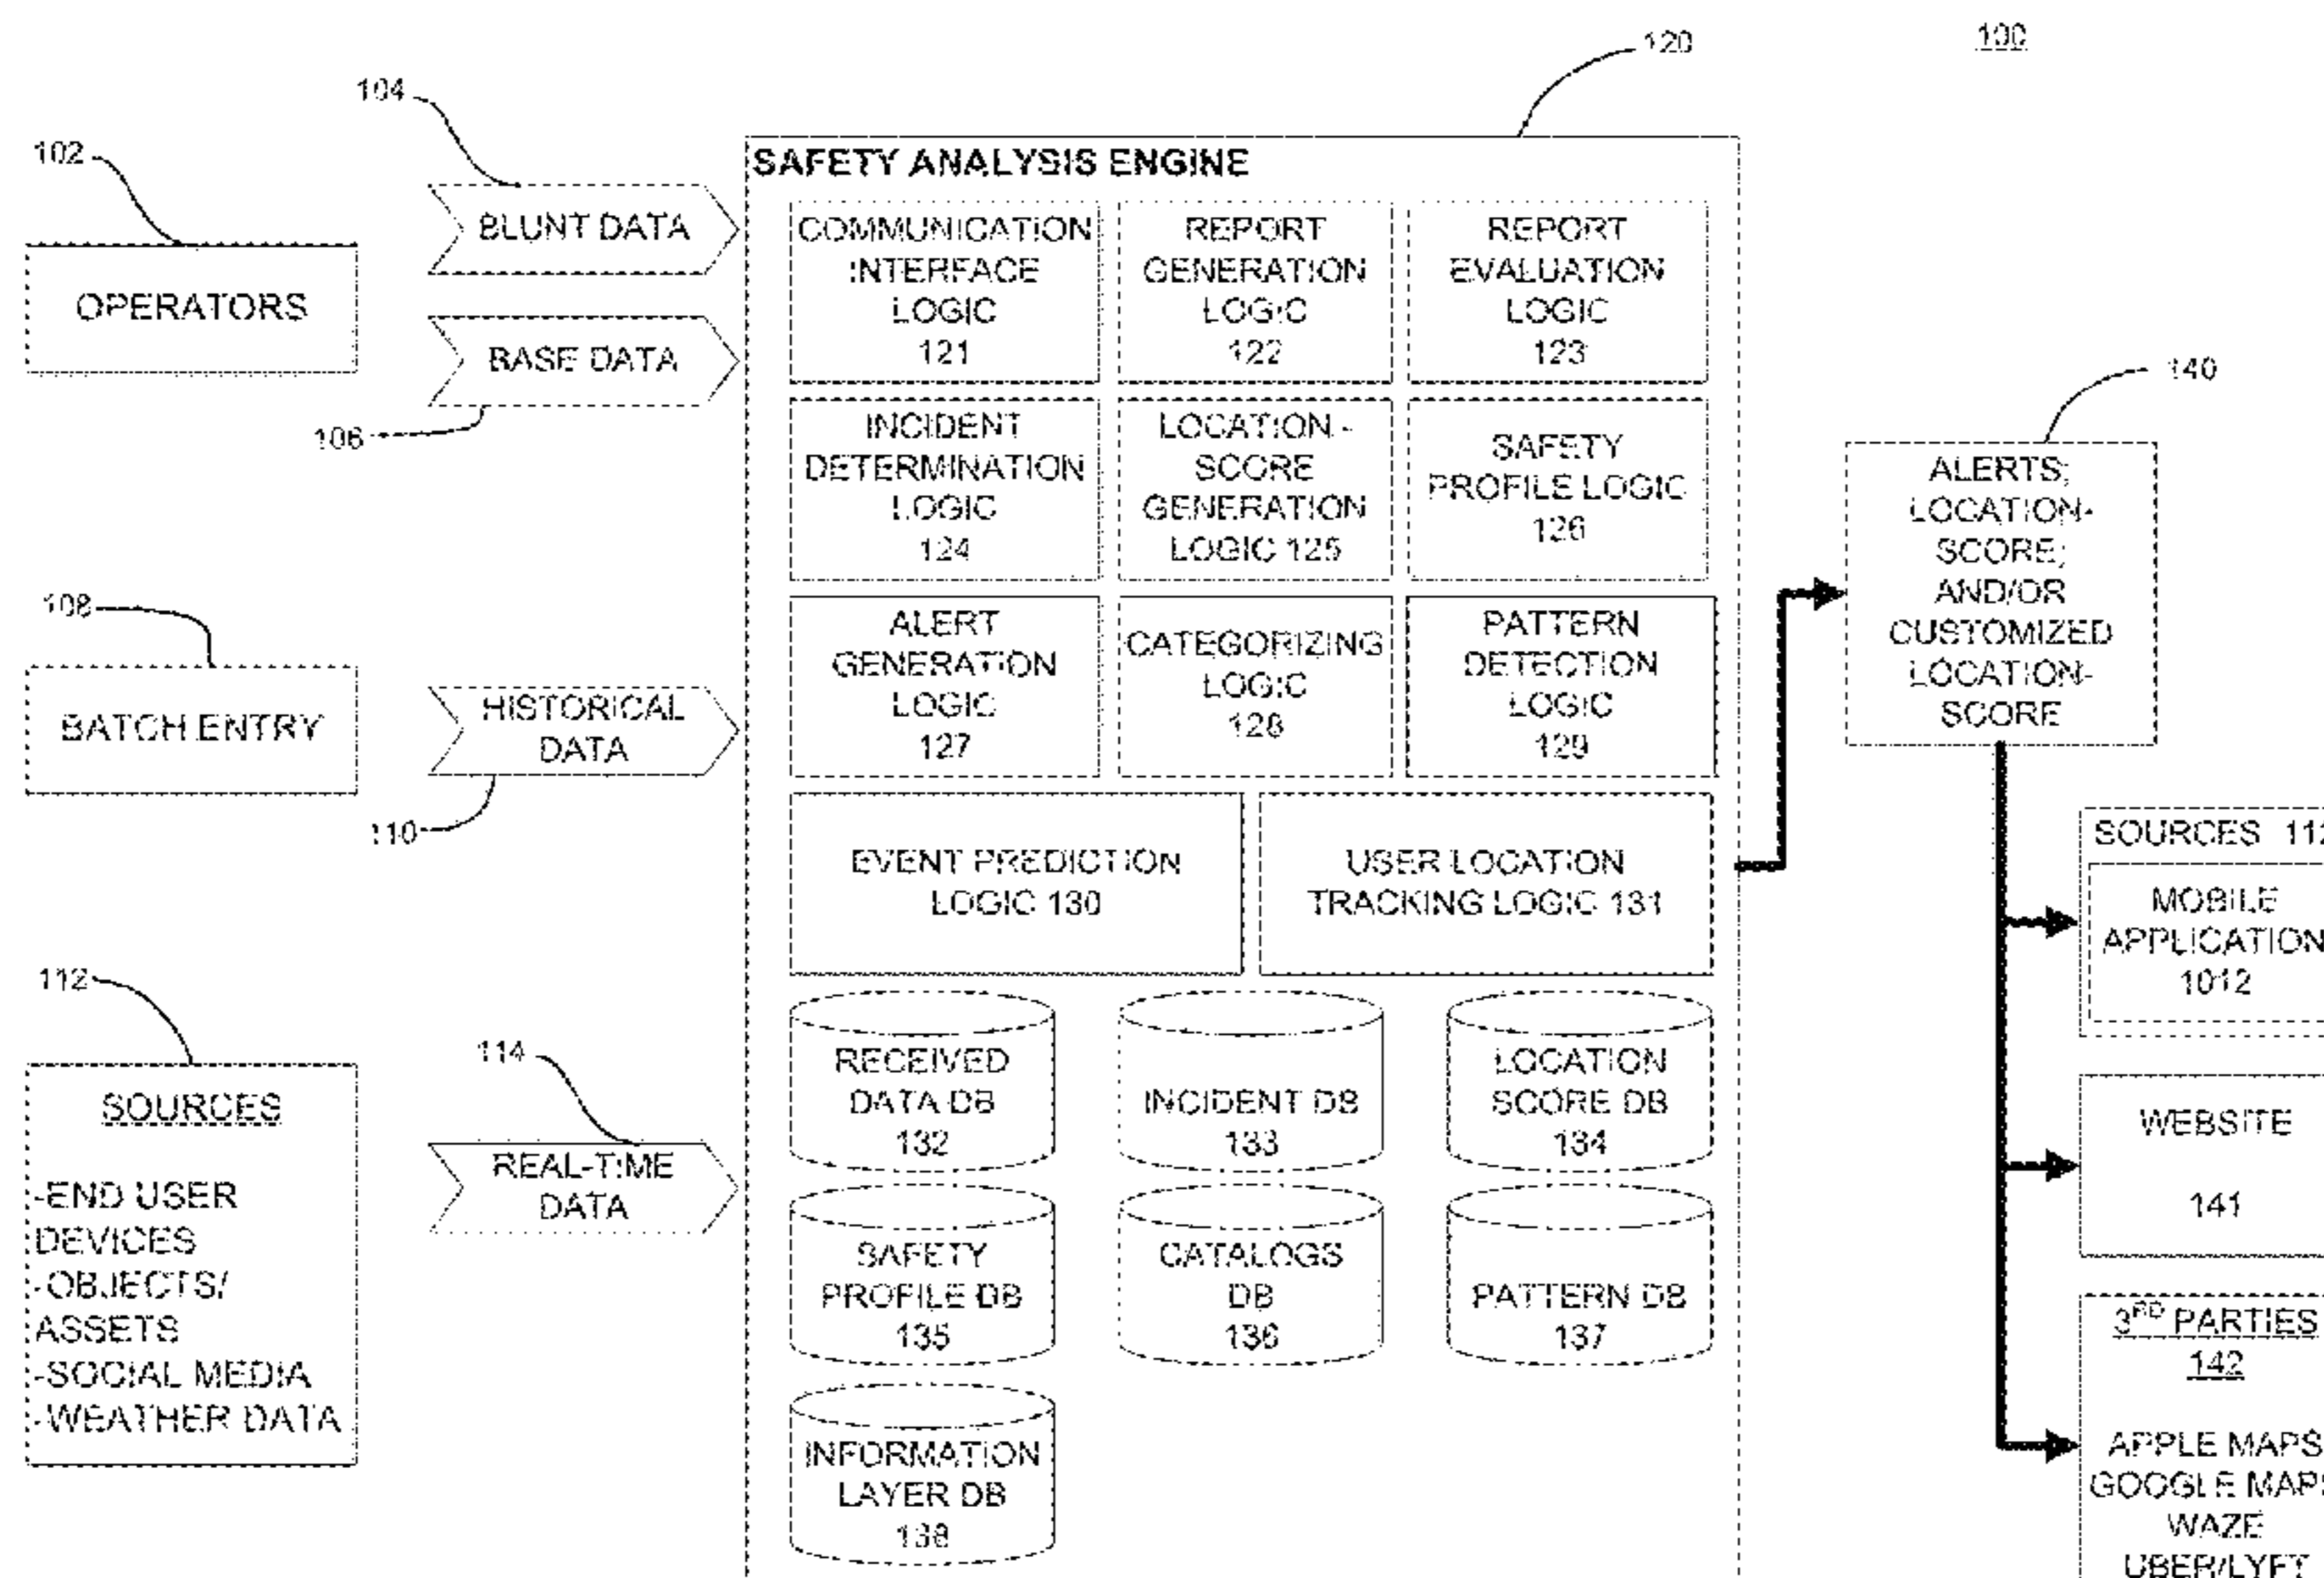 100
120
104
102
OPERATORS
BLUNT DATA
BASE DATA
106
108
BATCH ENTRY
HISTORICAL
DATA
110
112
SOURCES
-END USER
DEVICES
-OBJECTS/
ASSETS
-SOCIAL MEDIA
-WEATHER DATA
114
REAL-TIME
DATA
SAFETY ANALYSIS ENGINE
COMMUNICATION
INTERFACE
LOGIC
121
REPORT
GENERATION
LOGIC
122
REPORT
EVALUATION
LOGIC
123
INCIDENT
DETERMINATION
LOGIC
124
LOCATION-
SCORE
GENERATION
LOGIC 125
SAFETY
PROFILE LOGIC
126
ALERT
GENERATION
LOGIC
127
CATEGORIZING
LOGIC
128
PATTERN
DETECTION
LOGIC
129
EVENT PREDICTION
LOGIC 130
USER LOCATION
TRACKING LOGIC 131
RECEIVED
DATA DB
132
INCIDENT DB
133
LOCATION
SCORE DB
134
SAFETY
PROFILE DB
135
CATALOGS
DB
136
PATTERN DB
137
INFORMATION
LAYER DB
138
140
ALERTS;
LOCATION-
SCORE;
AND/OR
CUSTOMIZED
LOCATION-
SCORE
SOURCES 112
MOBILE
APPLICATION
1012
WEBSITE
141
3RD PARTIES
142
APPLE MAPS
GOOGLE MAPS
WAZE
UBER/LYFT